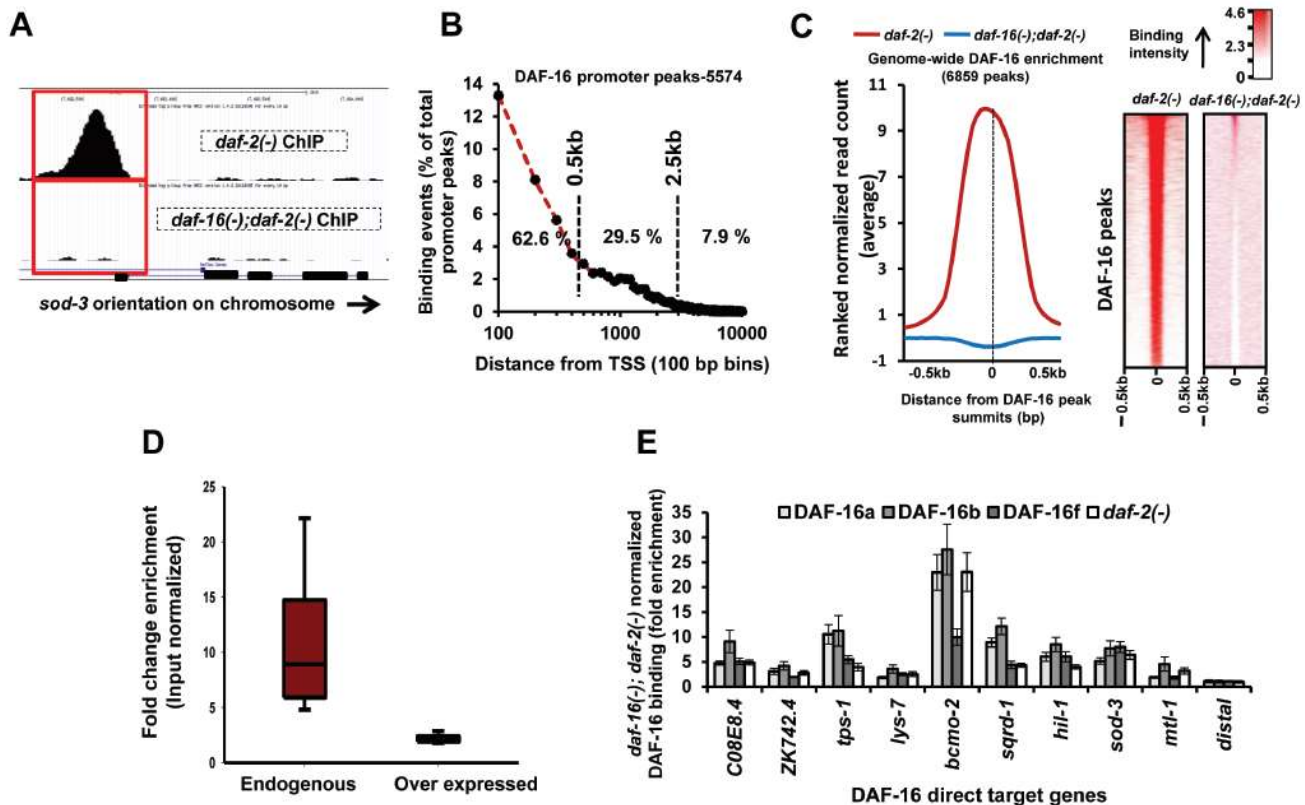 A
daf-2(-) ChIP
daf-16(-);daf-2(-) ChIP
sod-3 orientation on chromosome →
B
DAF-16 promoter peaks-5574
Binding events (% of total
promoter peaks)
14
12
10
8
6
4
2
0
0.5kb
2.5kb
62.6 %
29.5 %
7.9 %
100
1000
10000
Distance from TSS (100 bp bins)
C
daf-2(-)
daf-16(-);daf-2(-)
Genome-wide DAF-16 enrichment
(6859 peaks)
Ranked normalized read count
(average)
11
9
7
5
3
1
-1
-0.5kb
0
0.5kb
Distance from DAF-16 peak
summits (bp)
Binding
intensity
4.6
2.3
0
daf-2(-)
daf-16(-);daf-2(-)
DAF-16 peaks
−0.5kb
0
0.5kb
−0.5kb
0
0.5kb
D
Fold change enrichment
(Input normalized)
25
20
15
10
5
0
Endogenous
Over expressed
E
daf-16(-); daf-2(-) normalized
DAF-16 binding (fold enrichment)
35
30
25
20
15
10
5
0
DAF-16a
DAF-16b
DAF-16f
daf-2(-)
C08E8.4
ZK742.4
tps-1
lys-7
bcmo-2
sqrd-1
hil-1
sod-3
mtl-1
distal
DAF-16 direct target genes